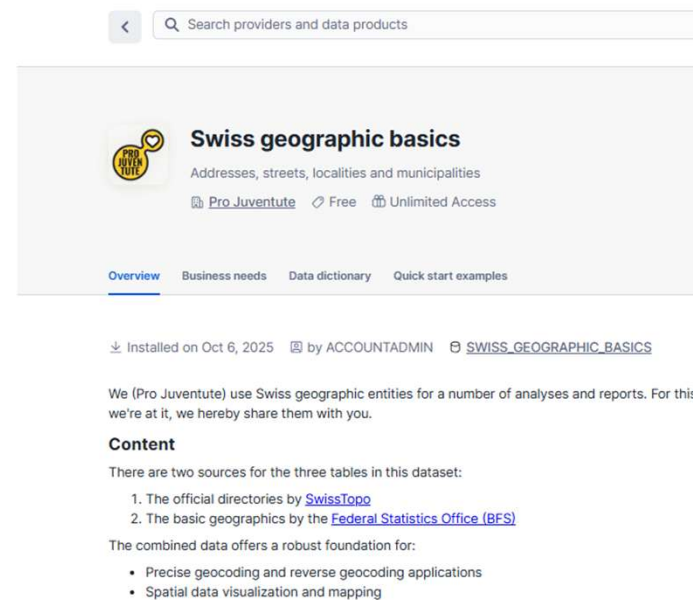 Search providers and data products
PRO
JUVEN
TUTE
Swiss geographic basics
Addresses, streets, localities and municipalities
Pro Juventute Free Unlimited Access
Overview Business needs Data dictionary Quick start examples
Installed on Oct 6, 2025 by ACCOUNTADMIN SWISS_GEOGRAPHIC_BASICS
We (Pro Juventute) use Swiss geographic entities for a number of analyses and reports. For this
we're at it, we hereby share them with you.
Content
There are two sources for the three tables in this dataset:
1. The official directories by SwissTopo
2. The basic geographics by the Federal Statistics Office (BFS)
The combined data offers a robust foundation for:
• Precise geocoding and reverse geocoding applications
• Spatial data visualization and mapping